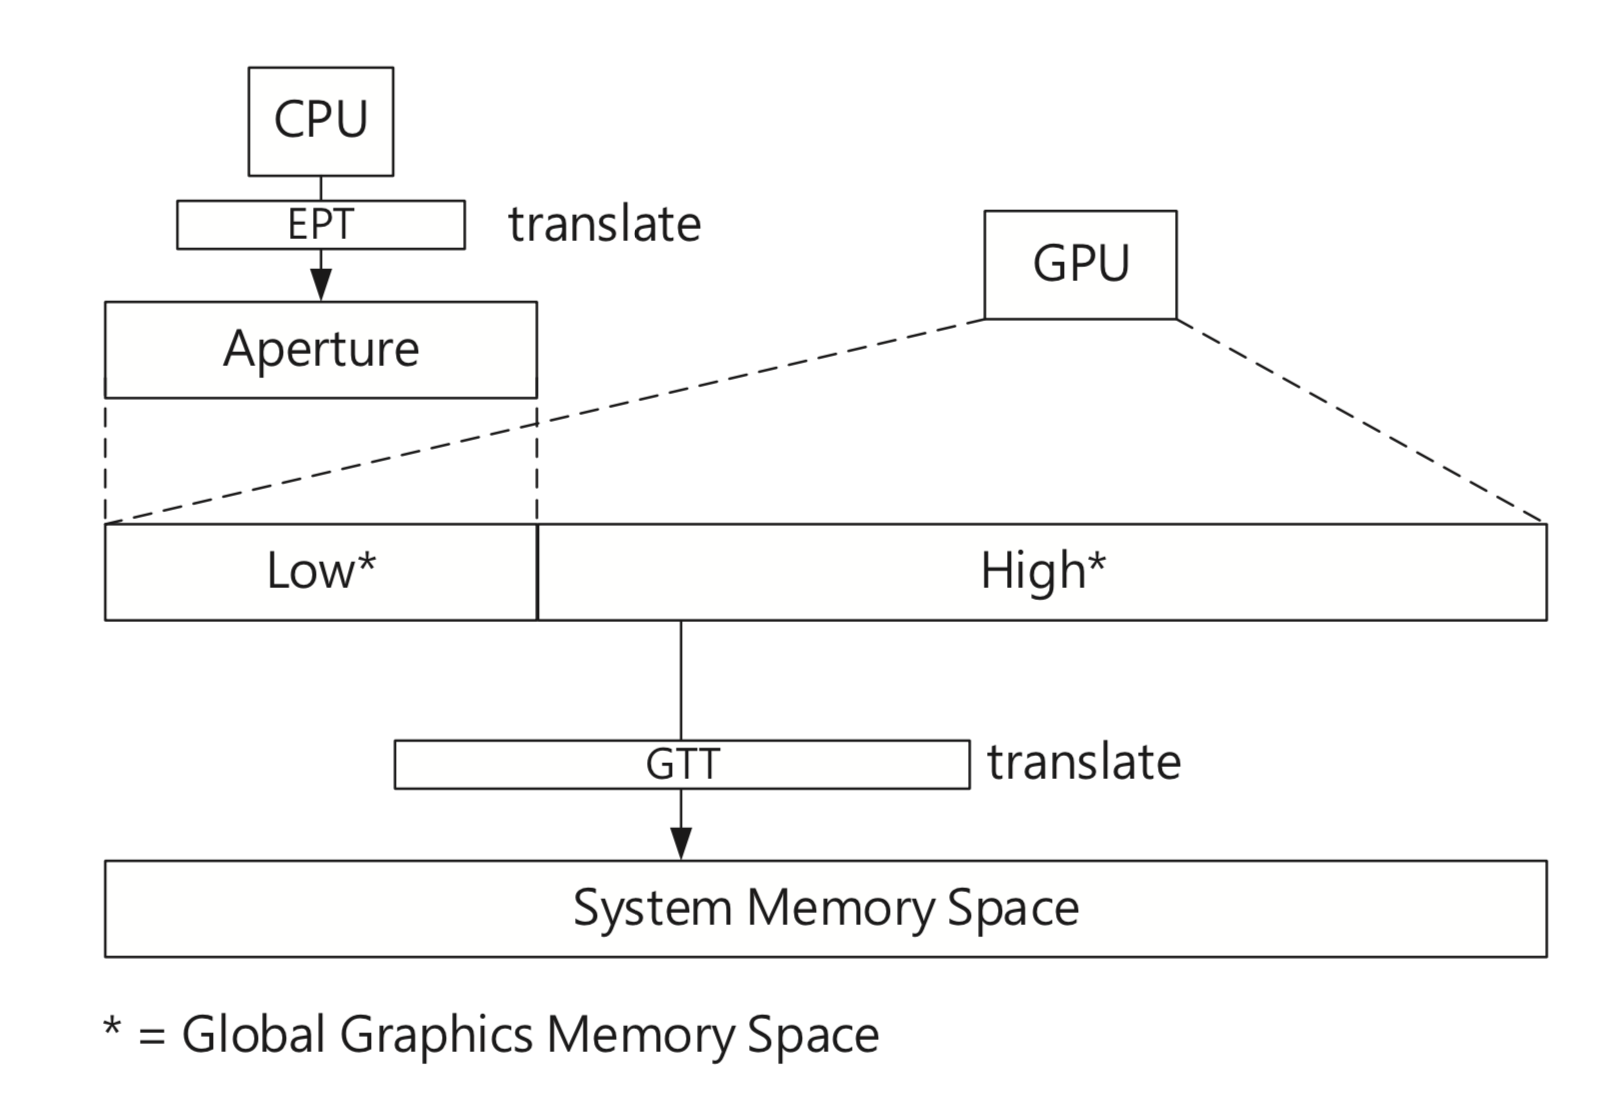 CPU
EPT
translate
GPU
Aperture
Low*
High*
GTT
translate
System Memory Space
* = Global Graphics Memory Space